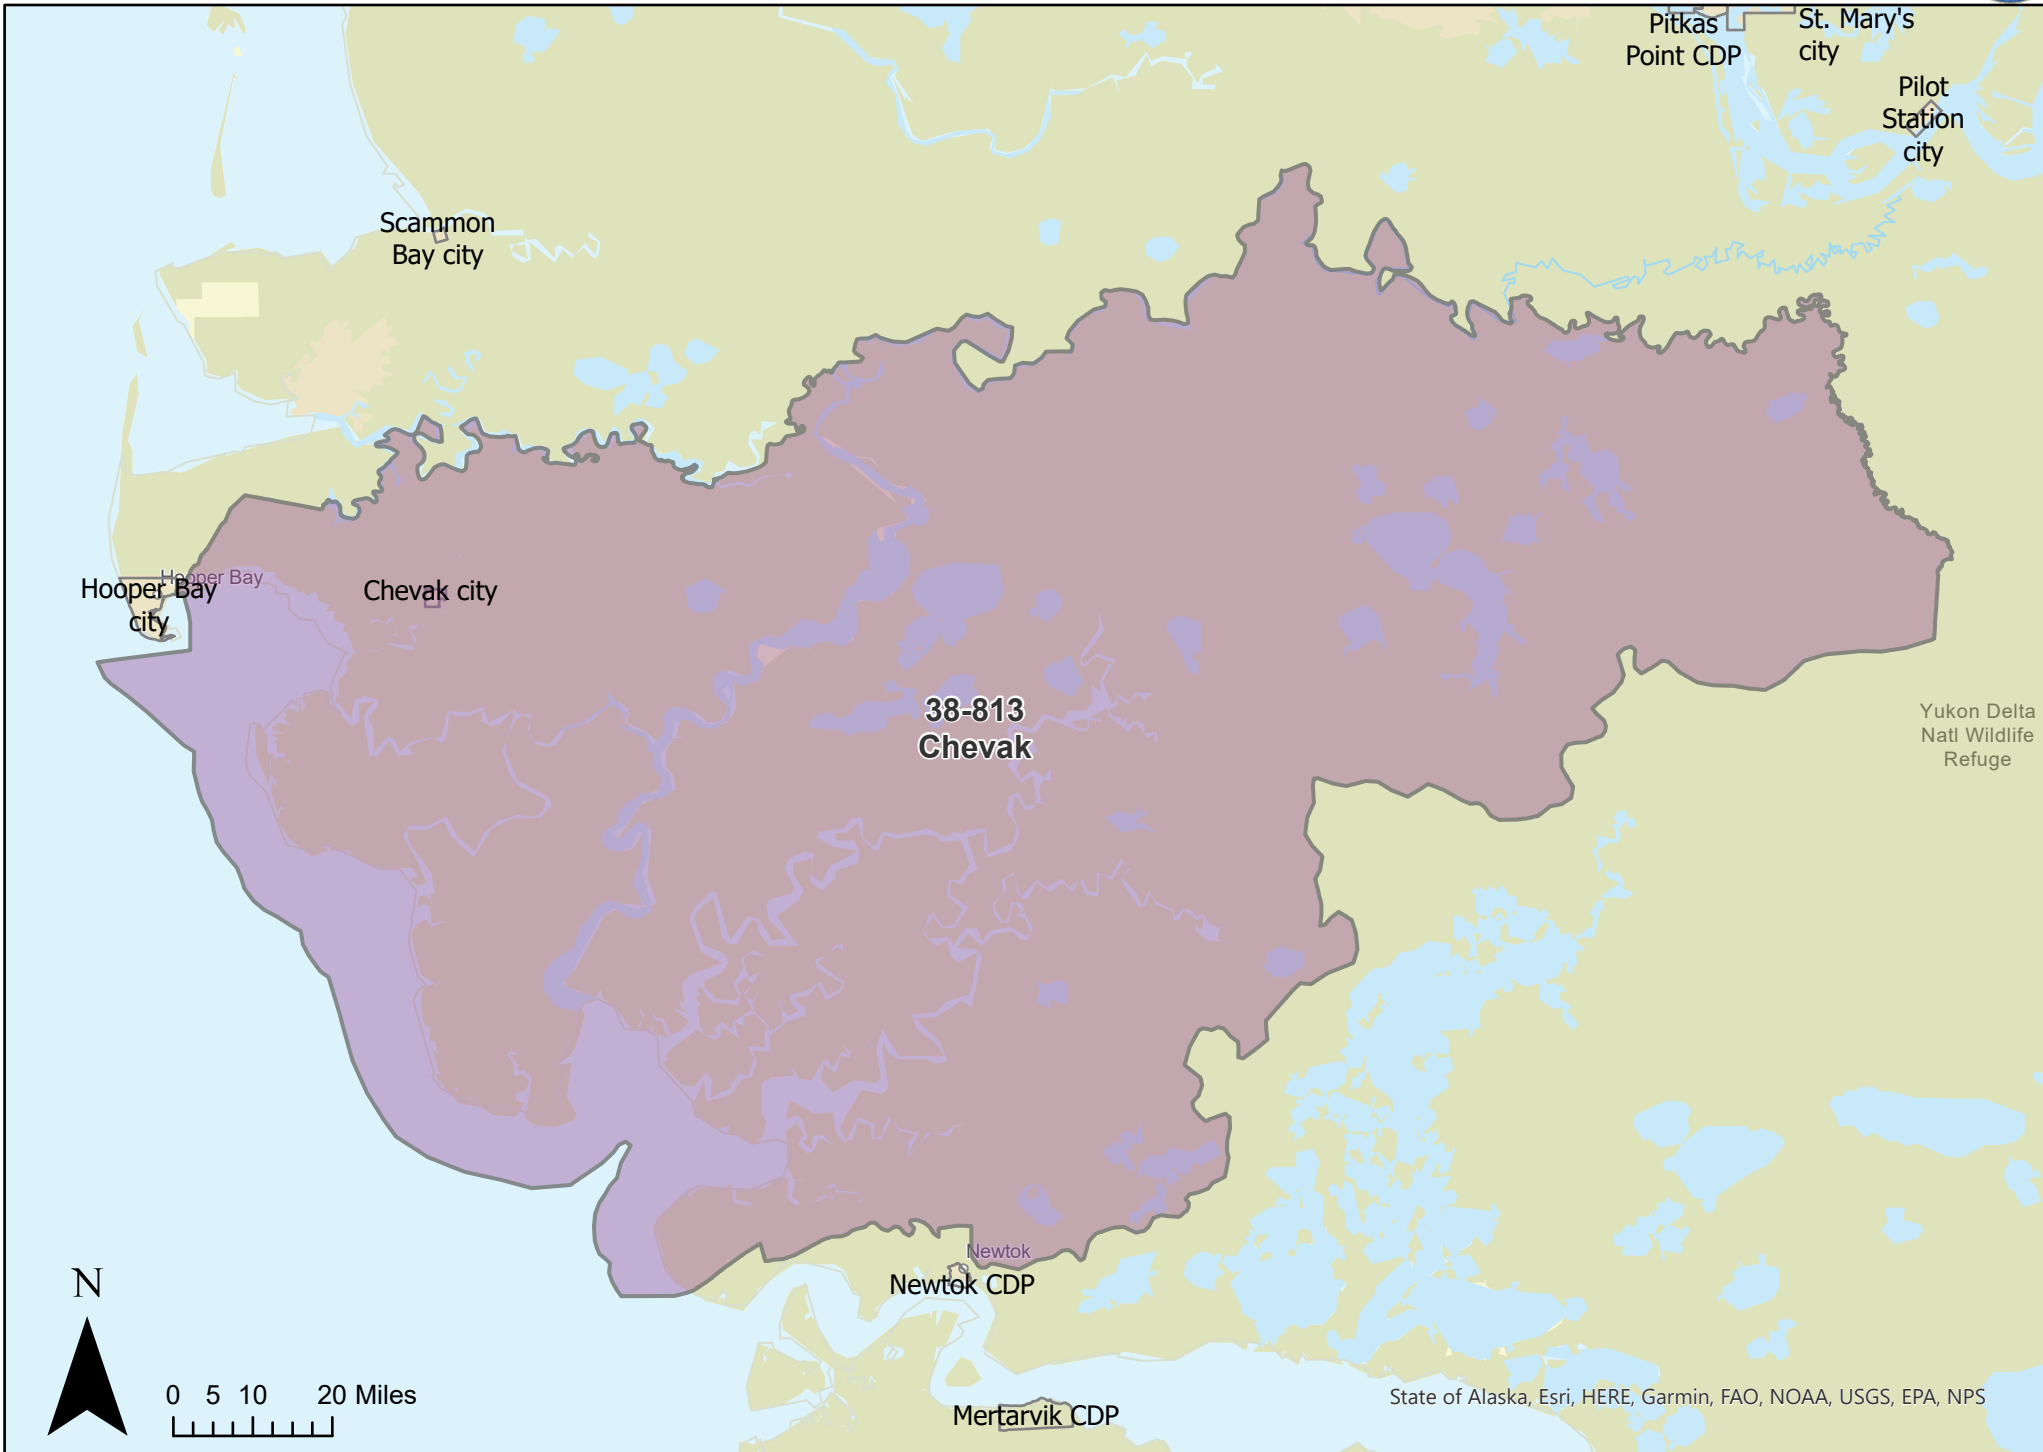 Pitkas
Point CDP
St. Mary's
city
Pilot
Station
city
Scammon
Bay city
Hooper Bay
Hooper Bay
city
Chevak city
38-813
Chevak
Yukon Delta
Natl Wildlife
Refuge
Newtok
Newtok CDP
Mertarvik CDP
N
0 5 10 20 Miles
State of Alaska, Esri, HERE, Garmin, FAO, NOAA, USGS, EPA, NPS